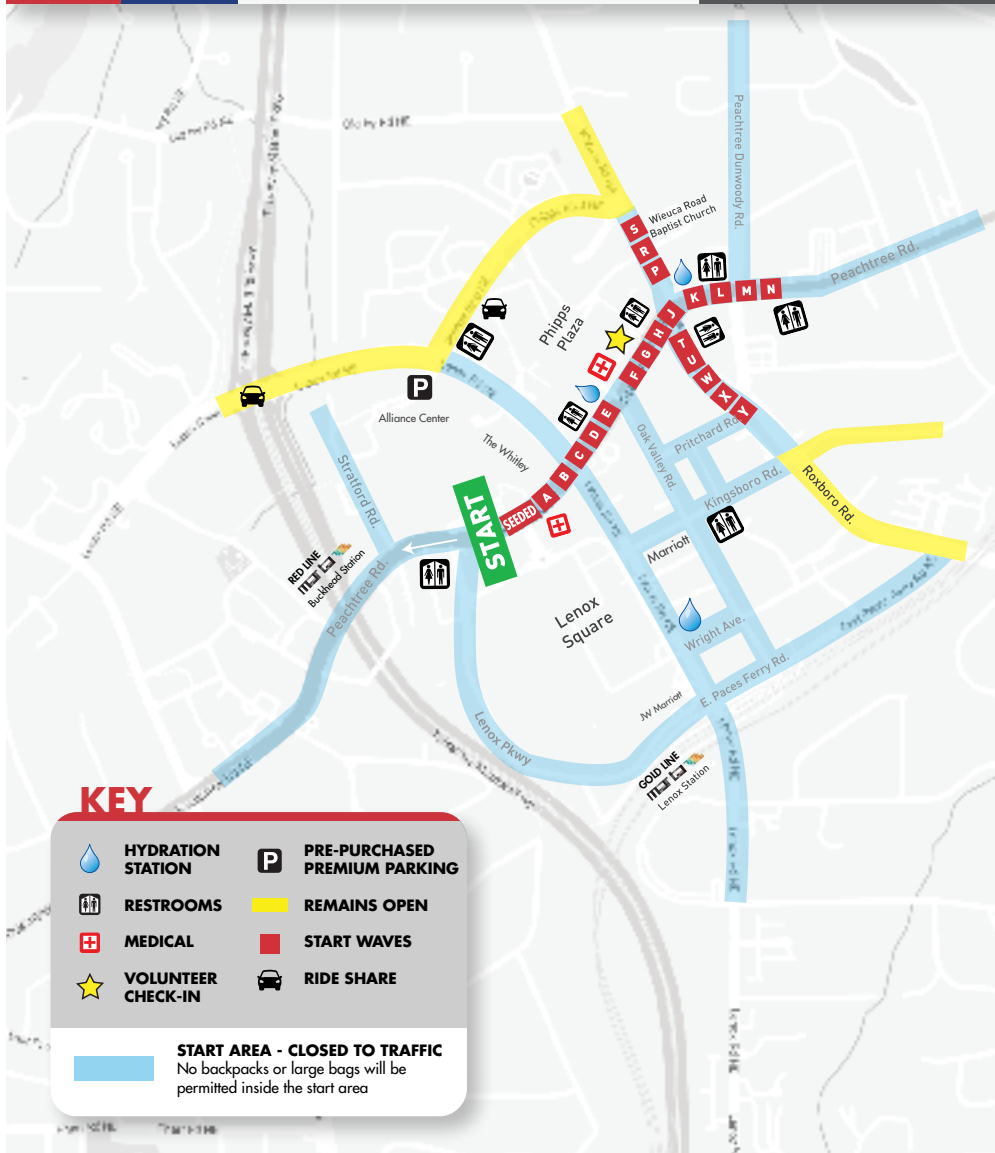 Peachtree Dunwoody Rd.
Wieuca Road
Baptist Church
S
R
P
Peachtree Rd.
K
L
M
N
J
H
G
F
Phipps
Plaza
T
U
W
X
Y
P
Alliance Center
E
D
C
B
A
SEEDED
START
The Whitley
Oak Valley Rd.
Pritchard Rd.
Kingsboro Rd.
Roxboro Rd.
Stratford Rd.
RED LINE
Buckhead Station
Peachtree Rd.
Marriott
Lenox
Square
Wright Ave.
E. Paces Ferry Rd.
JW Marriott
Lenox Pkwy
GOLD LINE
Lenox Station
KEY
HYDRATION
STATION
P
PRE-PURCHASED
PREMIUM PARKING
RESTROOMS
REMAINS OPEN
MEDICAL
START WAVES
VOLUNTEER
CHECK-IN
RIDE SHARE
START AREA - CLOSED TO TRAFFIC
No backpacks or large bags will be
permitted inside the start area